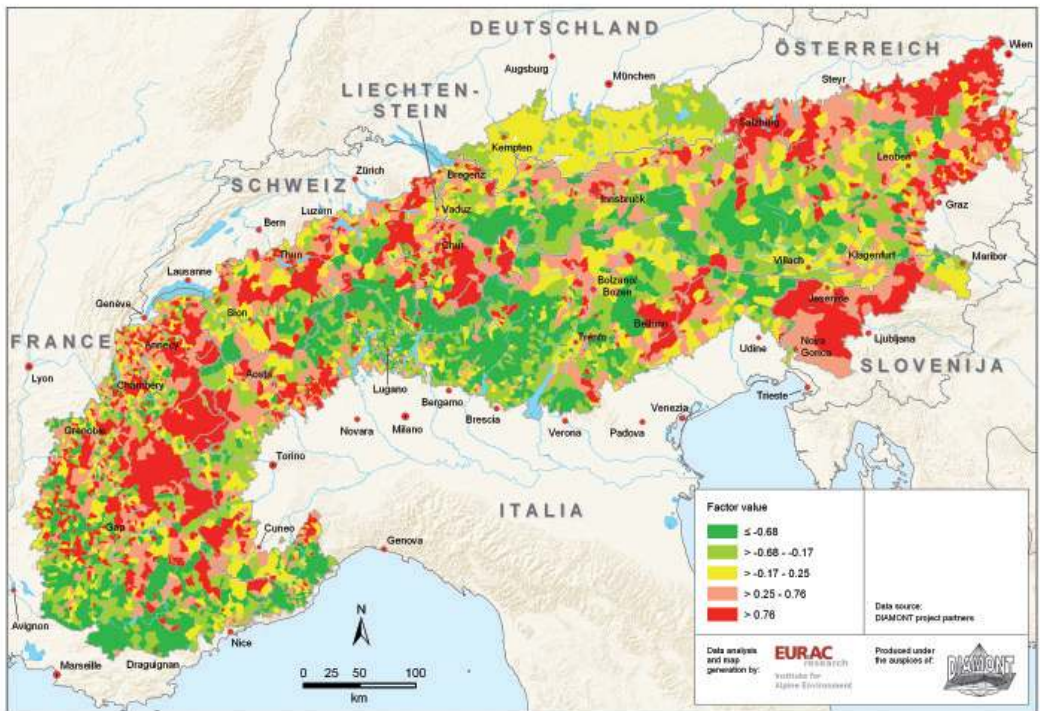 DEUTSCHLAND
ÖSTERREICH
Wien
Augsburg
München
Steyr
LIECHTEN-
STEIN
Salzburg
Kempten
Leoben
Zürich
Bregenz
SCHWEIZ
Innsbruck
Luzern
Vaduz
Graz
Bern
Chur
Thun
Villach
Klagenfurt
Maribor
Lausanne
Bolzano/
Bozen
Genève
Sion
Jesenice
Belluno
FRANCE
Annecy
Trento
Nova
Gorica
Ljubljana
Udine
Lyon
Aosta
SLOVENIJA
Chambéry
Lugano
Bergamo
Trieste
Brescia
Venezia
Grenoble
Novara
Milano
Verona
Padova
Torino
ITALIA
Gap
Cuneo
Genova
Avignon
Nice
Marseille
Draguignan
N
0 25 50 100
km
Factor value
≤ -0.68
> -0.68 - -0.17
> -0.17 - 0.25
> 0.25 - 0.76
> 0.76
Data source:
DIAMONT project partners
Data analysis
and map
generation by:
EURAC
research
Institute for
Alpine Environment
Produced under
the auspices of:
DIAMONT